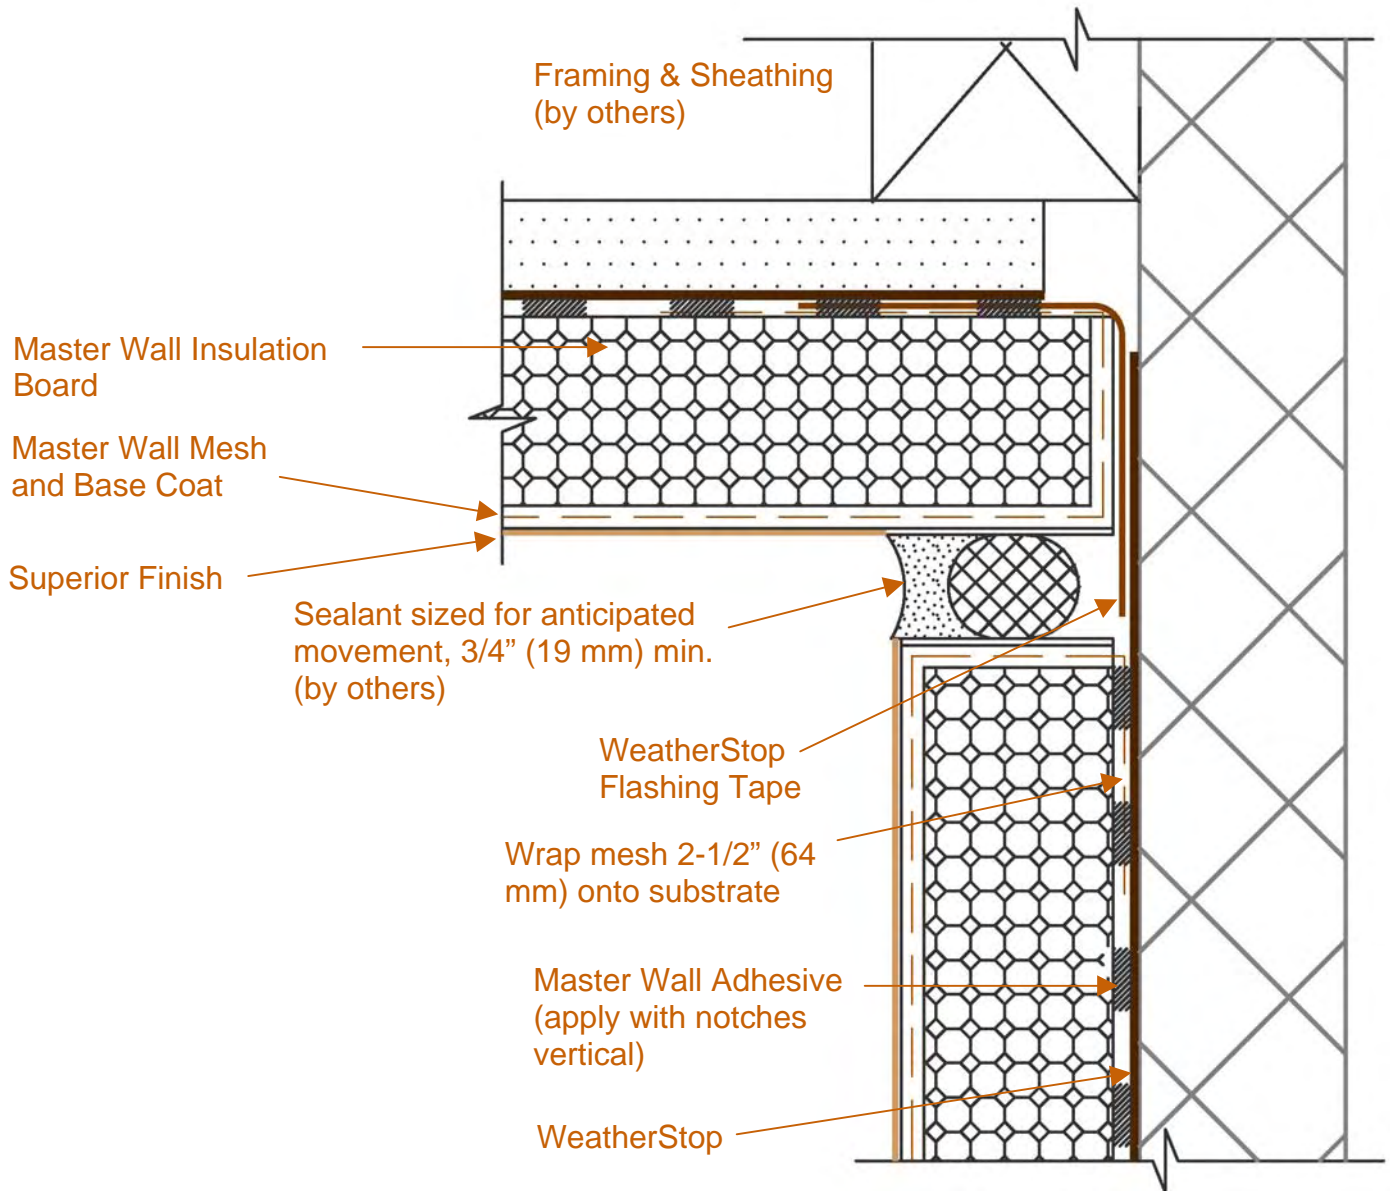 Framing & Sheathing
(by others)
Master Wall Insulation
Board
Master Wall Mesh
and Base Coat
Superior Finish
Sealant sized for anticipated
movement, 3/4” (19 mm) min.
(by others)
WeatherStop
Flashing Tape
Wrap mesh 2-1/2” (64
mm) onto substrate
Master Wall Adhesive
(apply with notches
vertical)
WeatherStop